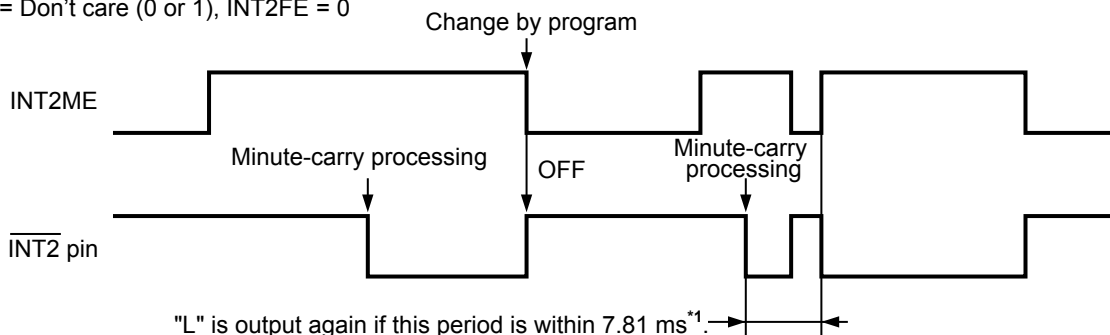 = Don't care (0 or 1), INT2FE = 0
Change by program
INT2ME
Minute-carry processing
OFF
Minute-carry
processing
INT2 pin
"L" is output again if this period is within 7.81 ms*1.